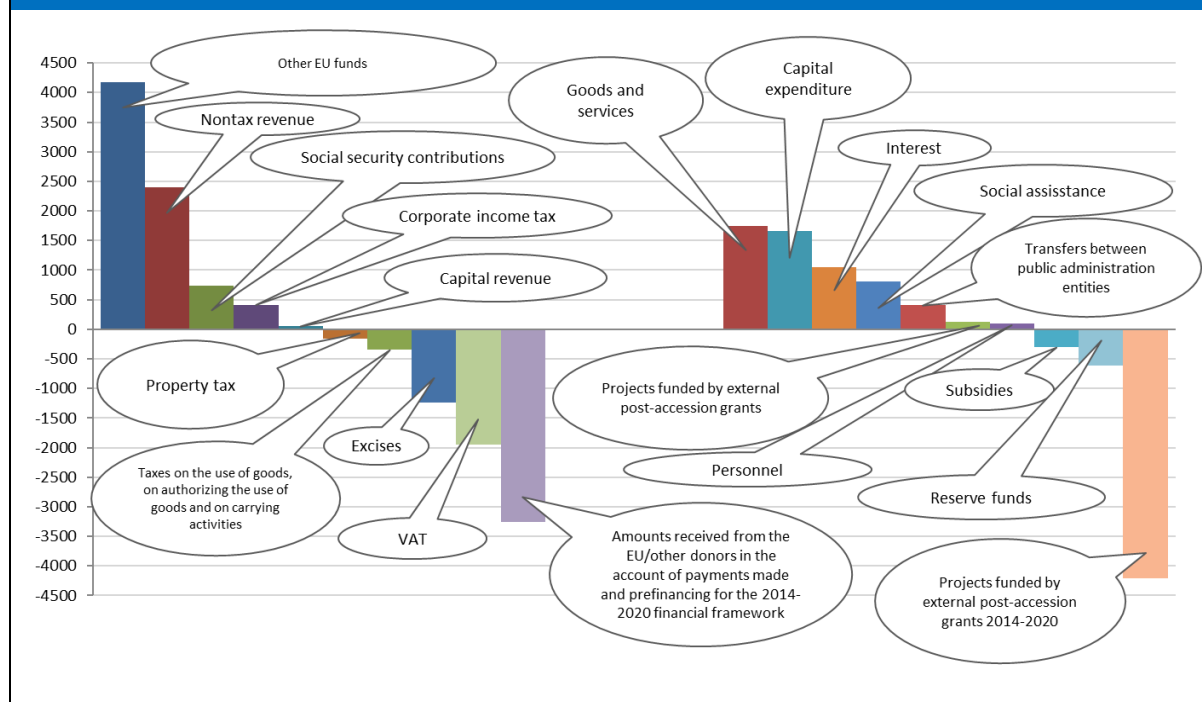 4500
4000
3500
3000
2500
2000
1500
1000
500
0
-500
-1000
-1500
-2000
-2500
-3000
-3500
-4000
-4500
Other EU funds
Nontax revenue
Social security contributions
Corporate income tax
Capital revenue
Property tax
Taxes on the use of goods,
on authorizing the use of
goods and on carrying
activities
Excises
VAT
Amounts received from the
EU/other donors in the
account of payments made
and prefinancing for the 2014-
2020 financial framework
Goods and
services
Capital
expenditure
Interest
Social assisstance
Transfers between
public administration
entities
Projects funded by external
post-accession grants
Personnel
Subsidies
Reserve funds
Projects funded by
external post-accession
grants 2014-2020